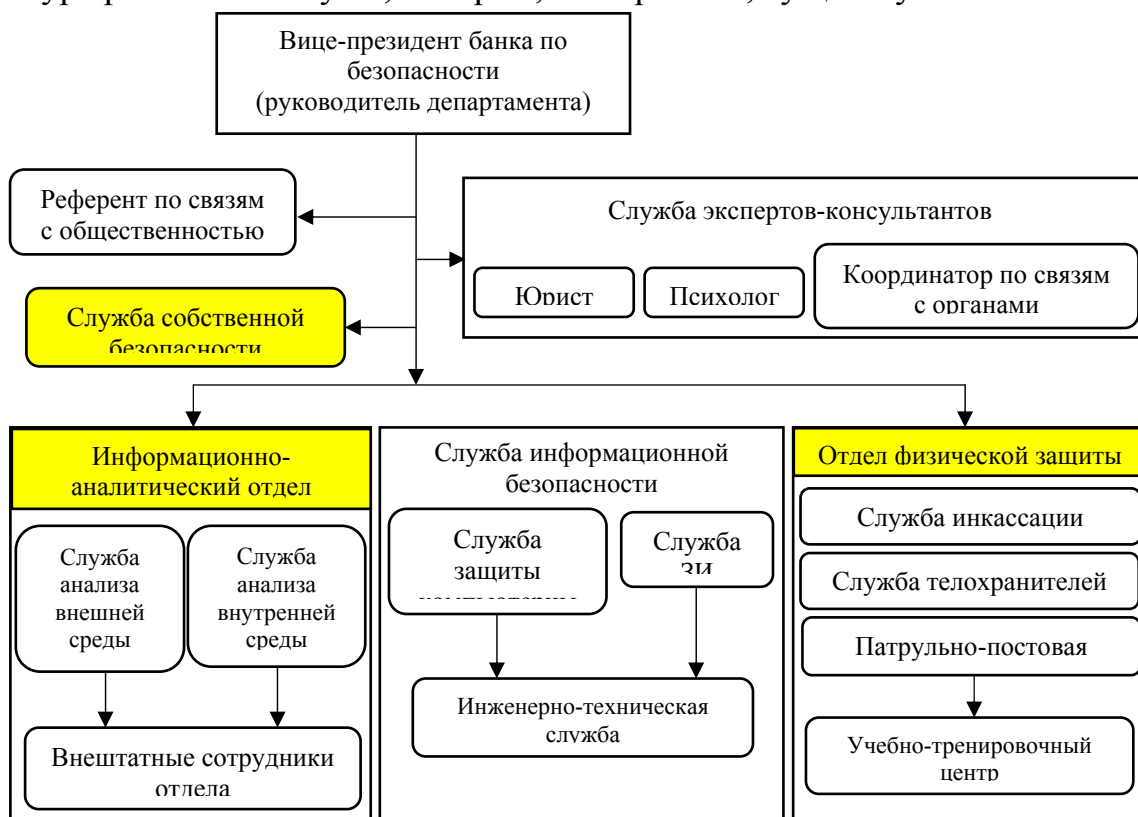 Вице-президент банка по
безопасности
(руководитель департамента)
Референт по связям
с общественностью
Служба экспертов-консультантов
Юрист
Психолог
Координатор по связям
с органами
Служба собственной
безопасности
Информационно-
аналитический отдел
Служба
анализа
внешней
среды
Служба
анализа
внутренней
среды
Внештатные сотрудники
отдела
Служба информационной
безопасности
Служба
защиты
Служба
ЗИ
Инженерно-техническая
служба
Отдел физической защиты
Служба инкассации
Служба телохранителей
Патрульно-постовая
Учебно-тренировочный
центр